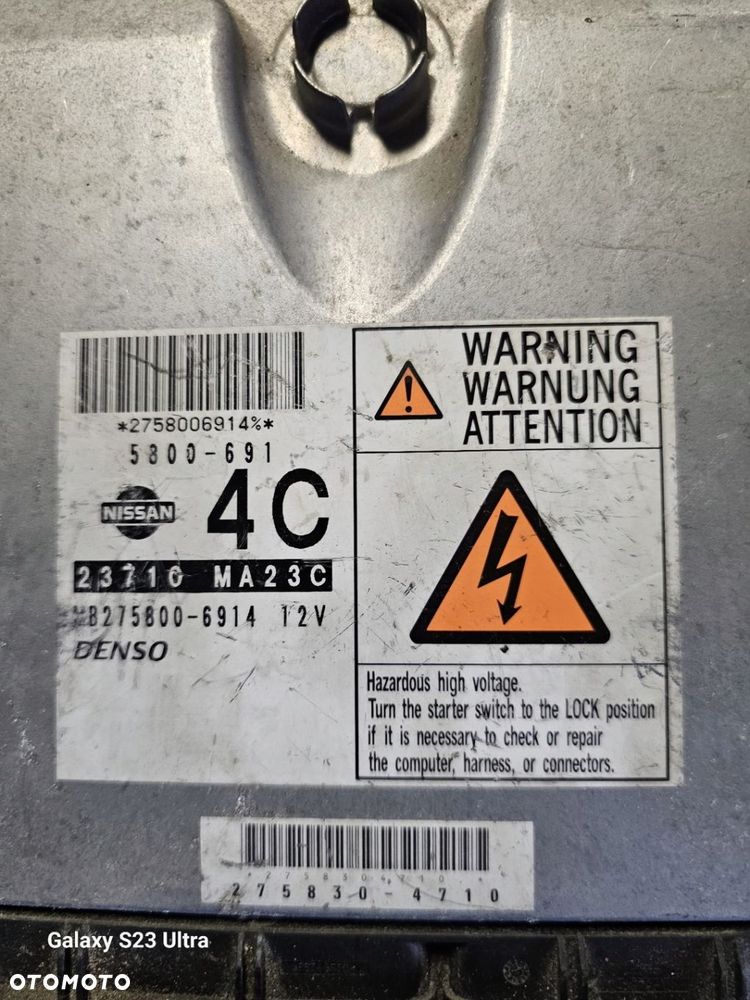 *2758006914%*
5800-691
NISSAN
4C
23710 MA23C
MB275800-6914 12V
DENSO
WARNING
WARNUNG
ATTENTION
Hazardous high voltage.
Turn the starter switch to the LOCK position
if it is necessary to check or repair
the computer, harness, or connectors.
*2758304710*
275830-4710
Galaxy S23 Ultra
OTOMOTO